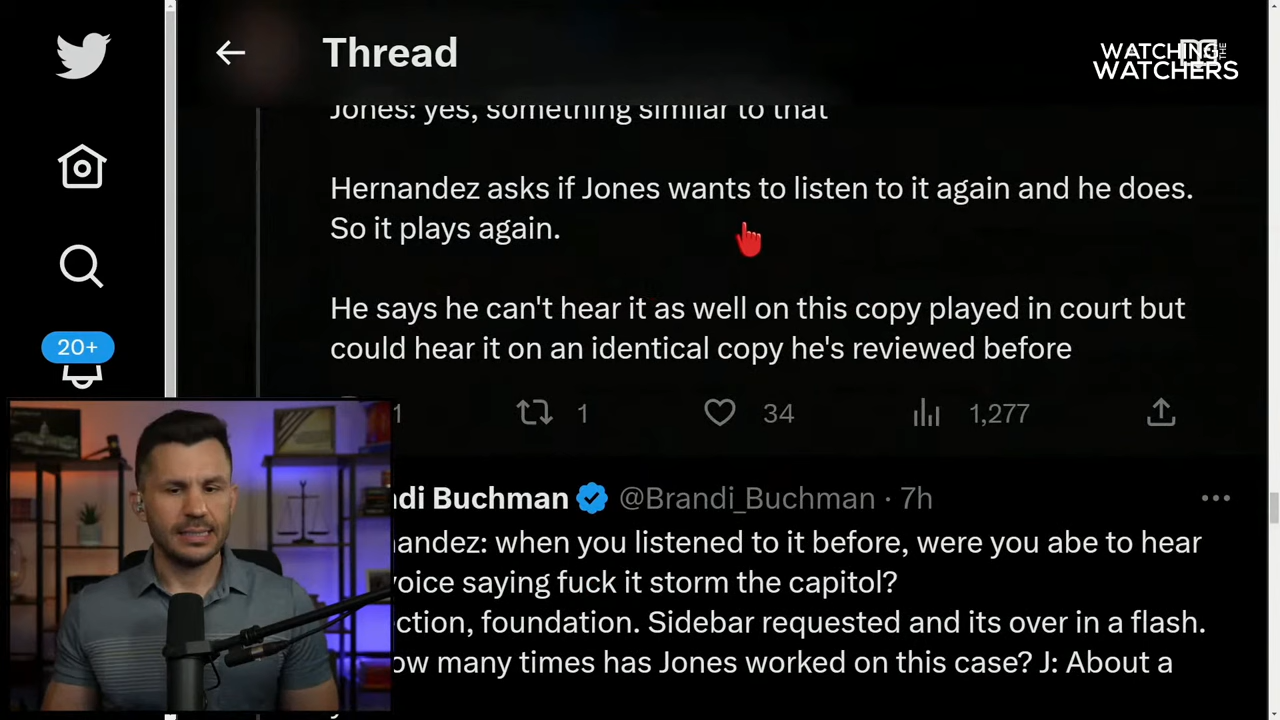 Thread
WATCHING THE
WATCHERS
Jones: yes, something similar to that
Hernandez asks if Jones wants to listen to it again and he does.
So it plays again.
He says he can't hear it as well on this copy played in court but
could hear it on an identical copy he's reviewed before
20+
1
1
34
1,277
ndi Buchman @Brandi_Buchman · 7h
nandez: when you listened to it before, were you abe to hear
voice saying fuck it storm the capitol?
ction, foundation. Sidebar requested and its over in a flash.
ow many times has Jones worked on this case? J: About a